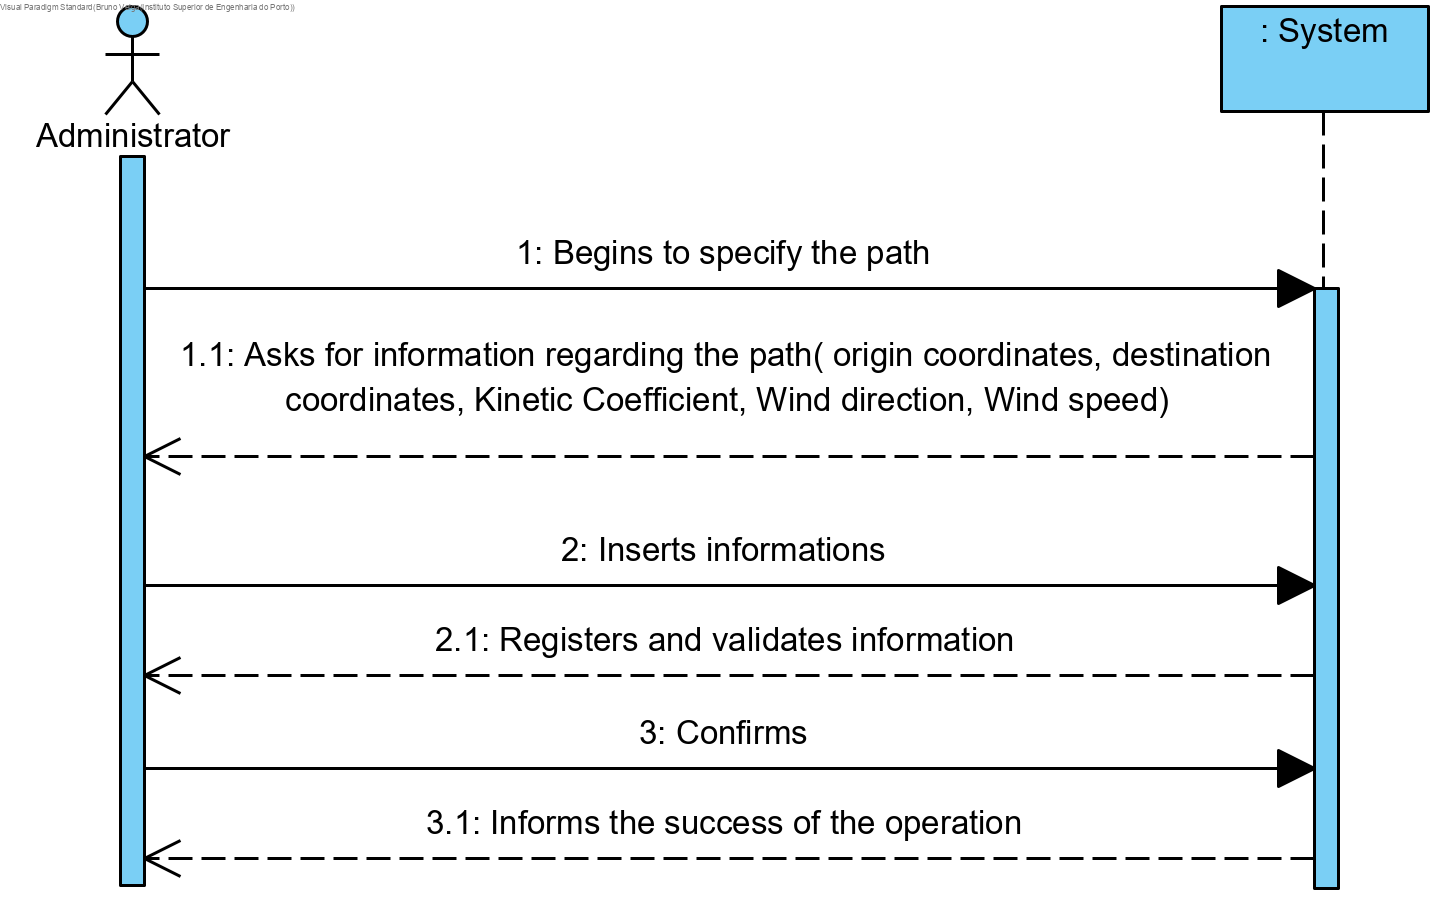 Visual Paradigm Standard(Bruno Veiga(Instituto Superior de Engenharia do Porto))
: System
Administrator
1: Begins to specify the path
1.1: Asks for information regarding the path( origin coordinates, destination
coordinates, Kinetic Coefficient, Wind direction, Wind speed)
2: Inserts informations
2.1: Registers and validates information
3: Confirms
3.1: Informs the success of the operation